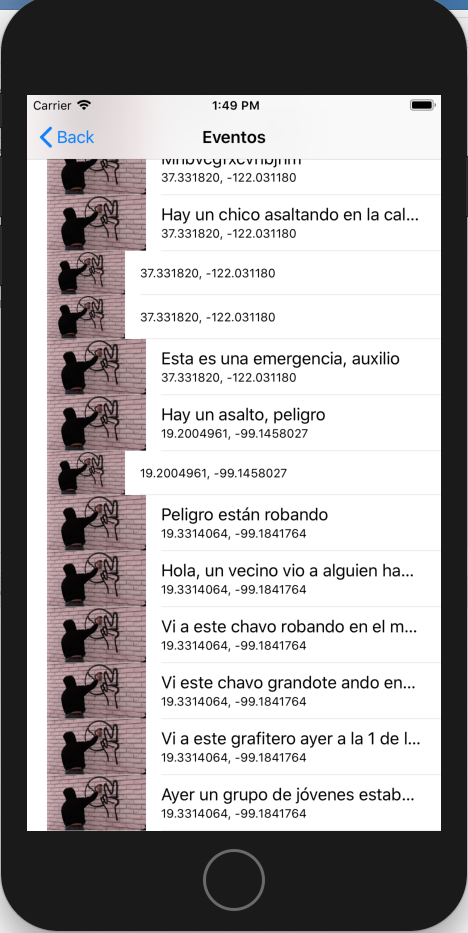 Carrier
1:49 PM
Back
Eventos
37.331820, -122.031180
Hay un chico asaltando en la cal...
37.331820, -122.031180
37.331820, -122.031180
37.331820, -122.031180
Esta es una emergencia, auxilio
37.331820, -122.031180
Hay un asalto, peligro
19.2004961, -99.1458027
19.2004961, -99.1458027
Peligro están robando
19.3314064, -99.1841764
Hola, un vecino vio a alguien ha...
19.3314064, -99.1841764
Vi a este chavo robando en el m...
19.3314064, -99.1841764
Vi este chavo grandote ando en...
19.3314064, -99.1841764
Vi a este grafitero ayer a la 1 de l...
19.3314064, -99.1841764
Ayer un grupo de jóvenes estab...
19.3314064, -99.1841764